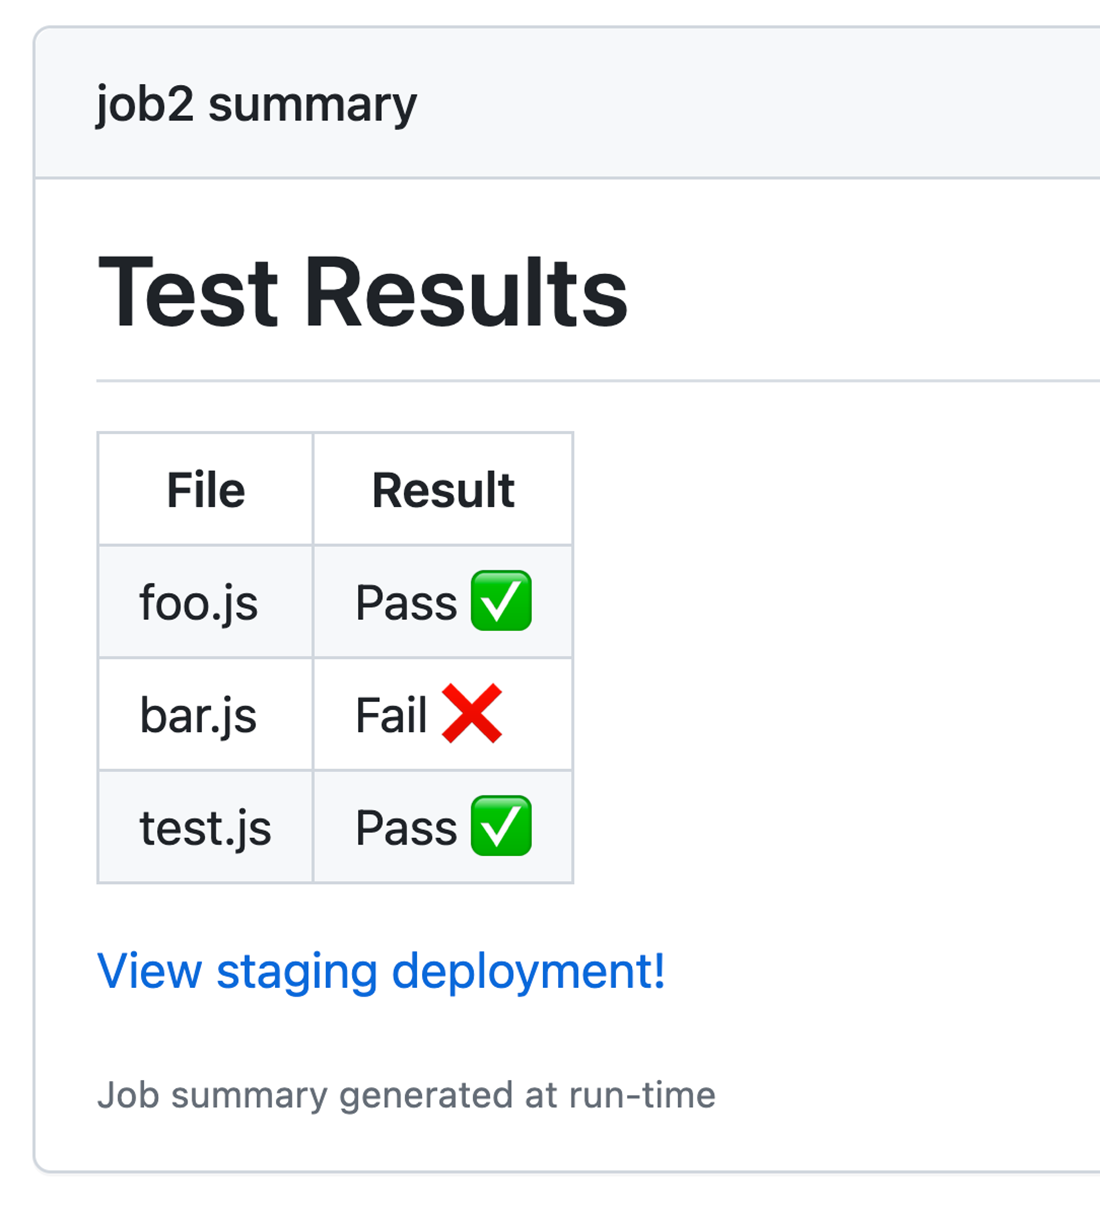 job2 summary
Test Results
File Result
foo.js Pass ✅
bar.js Fail ❌
test.js Pass ✅
View staging deployment!
Job summary generated at run-time